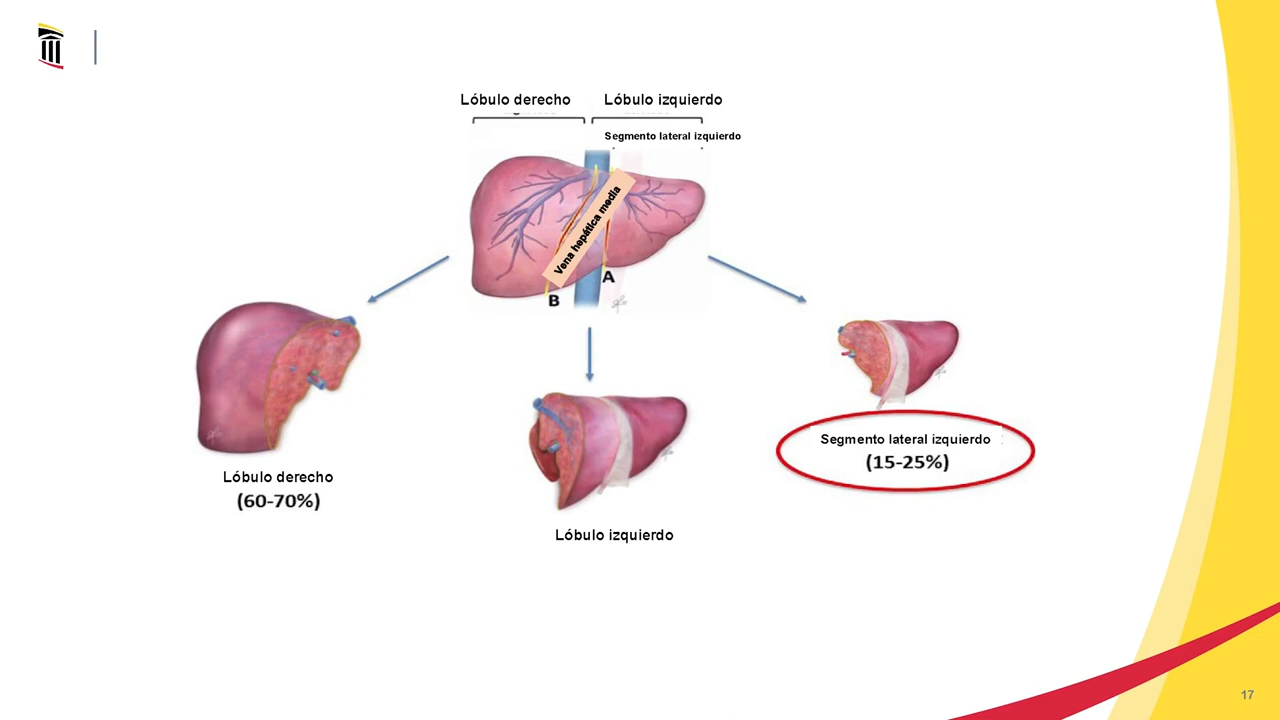 Lóbulo derecho
Lóbulo izquierdo
Segmento lateral izquierdo
Vena hepática media
A
B
Lóbulo derecho
(60-70%)
Lóbulo izquierdo
Segmento lateral izquierdo
(15-25%)
17